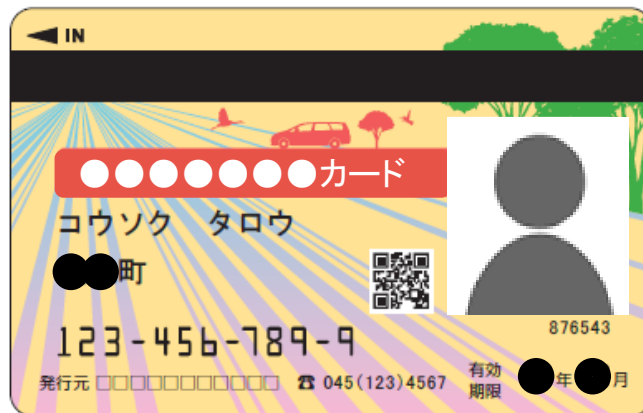 ◀ IN
●●●●●●●カード
コウソク　タロウ
●●町
123-456-789-9
876543
発行元 □□□□□□□□□□□ ☎ 045(123)4567
有効期限 ●●年●●月